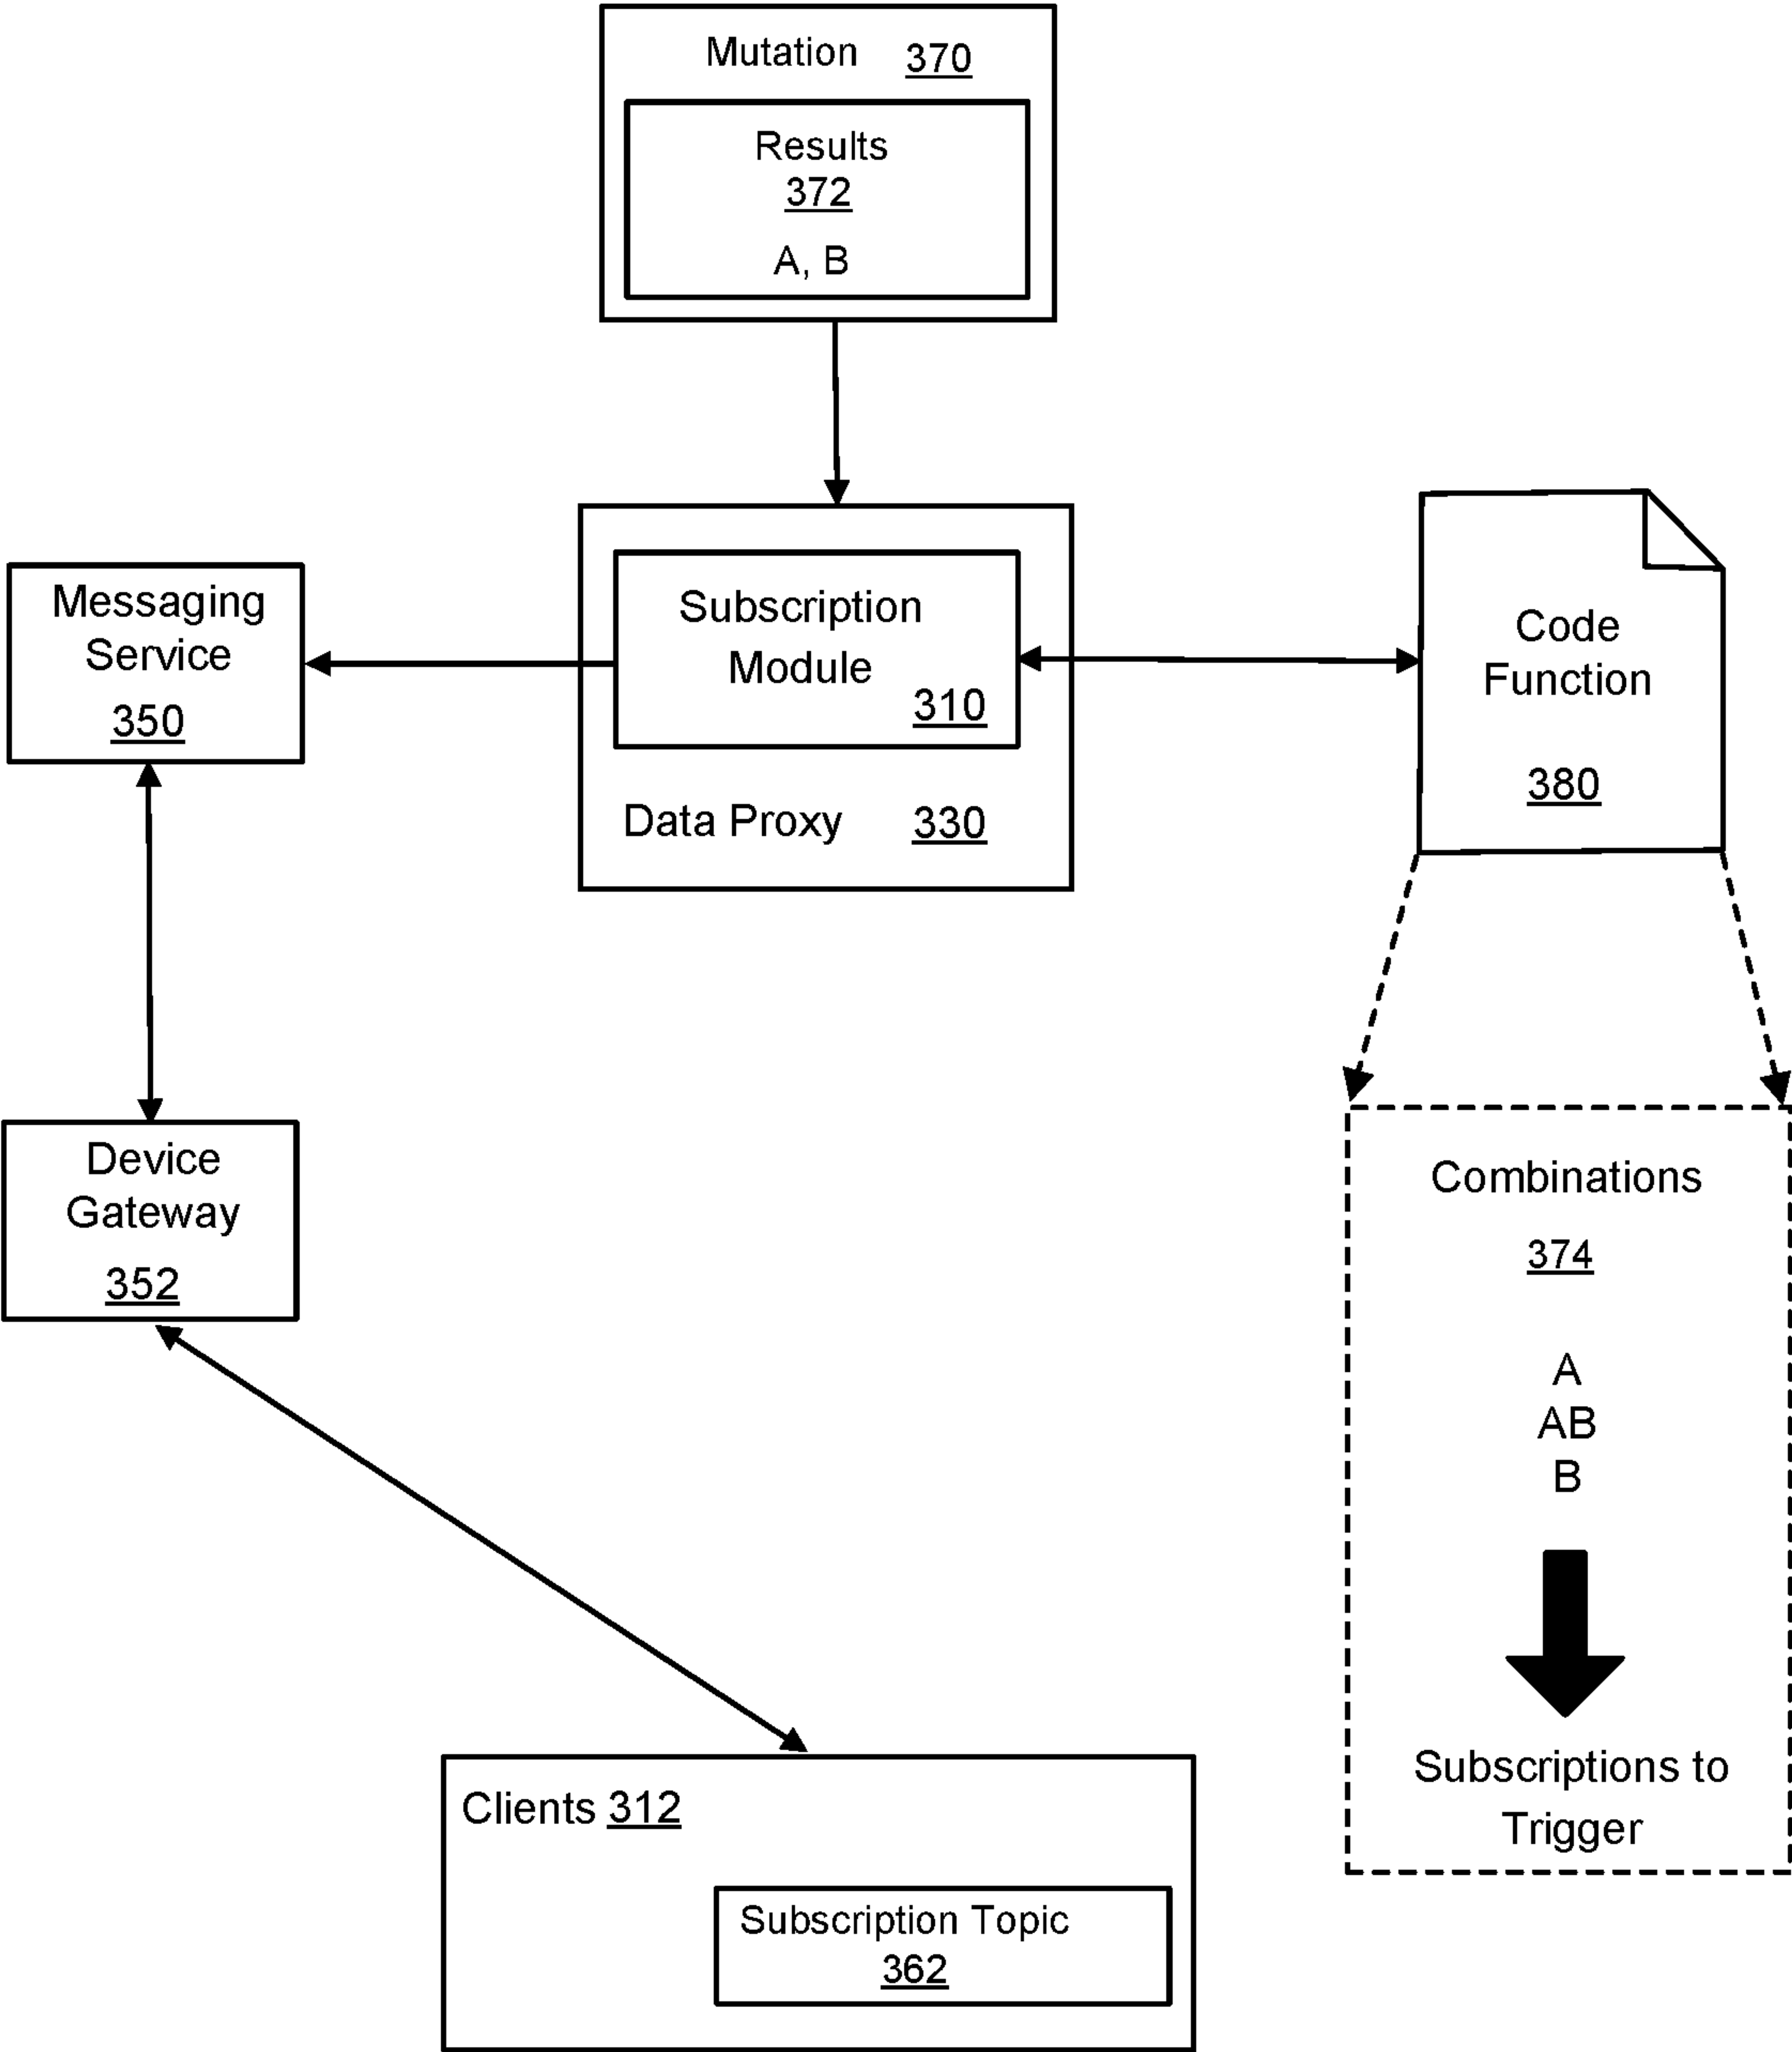 Mutation 370
Results
372
A, B
Messaging
Service
350
Subscription
Module
310
Data Proxy 330
Code
Function
380
Device
Gateway
352
Combinations
374
A
AB
B
Subscriptions to
Trigger
Clients 312
Subscription Topic
362